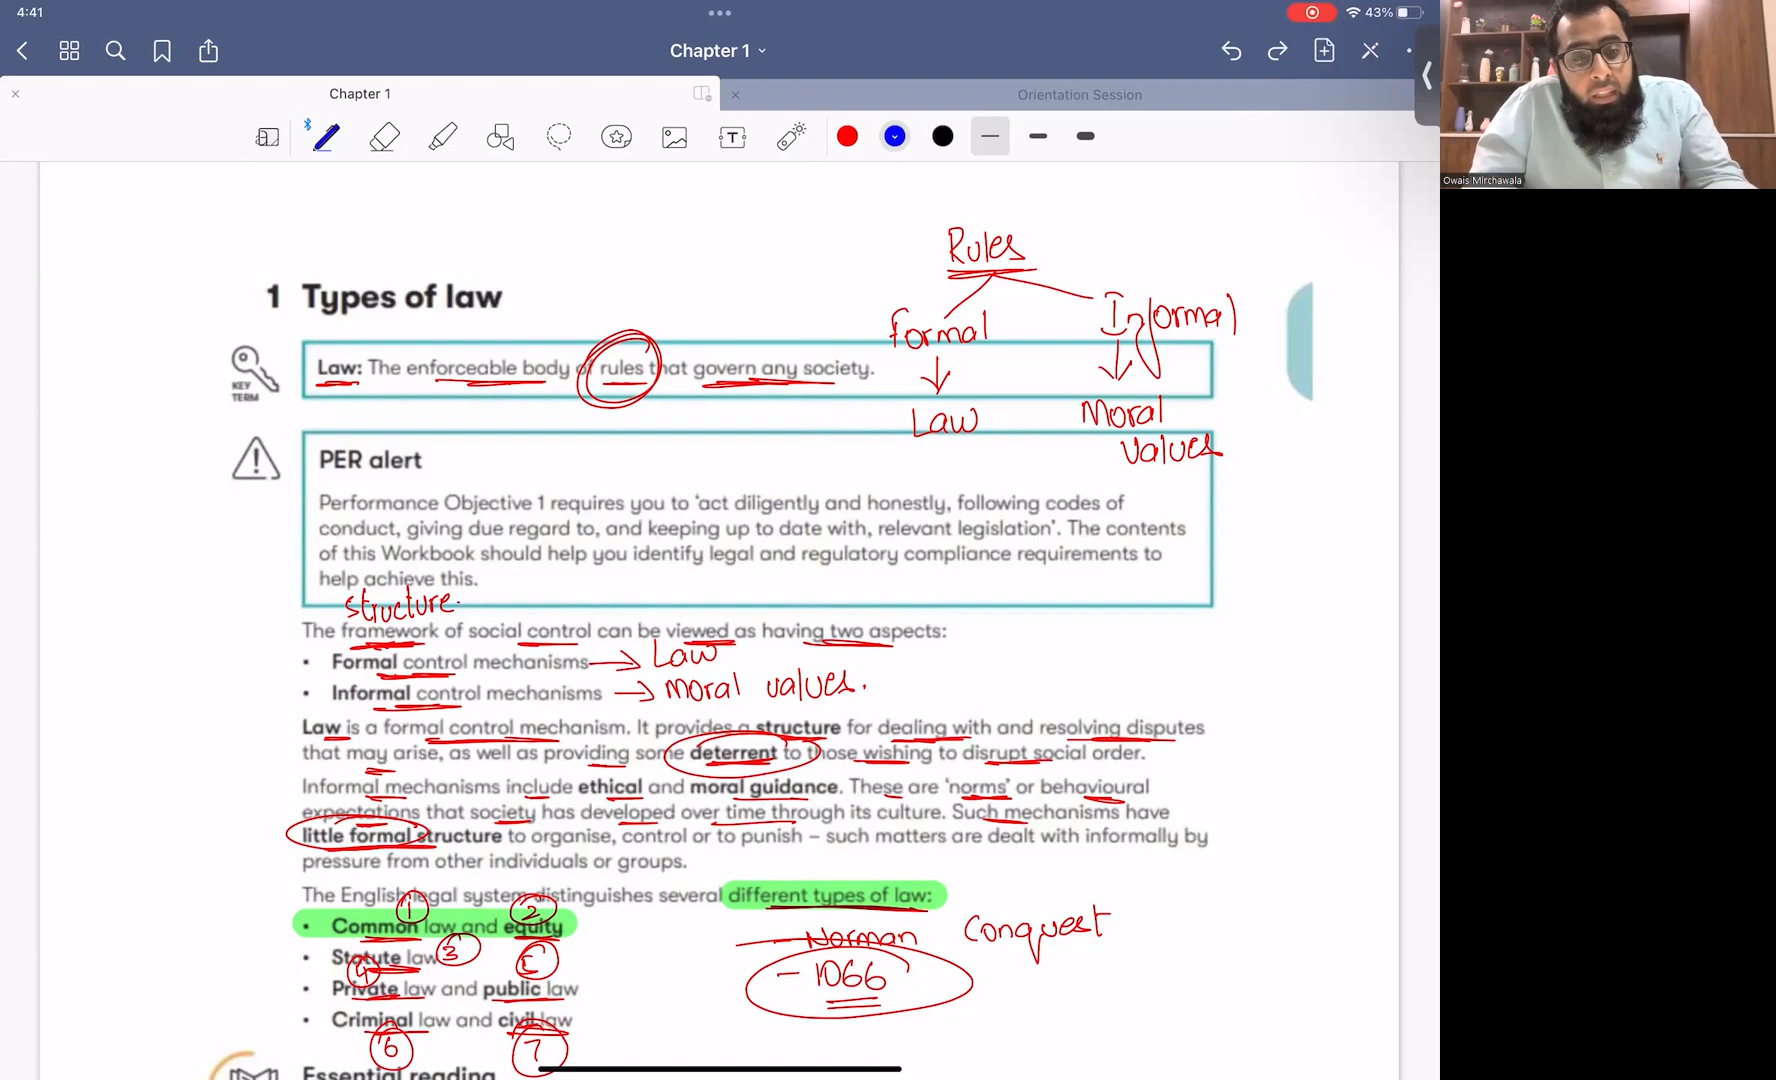 4:41
43%
Chapter 1
Chapter 1
Orientation Session
T
Owais Mirchawala
Rules
Formal
Informal
Law
Moral
values
1 Types of law
KEY
TERM
Law: The enforceable body of rules that govern any society.
PER alert
Performance Objective 1 requires you to ‘act diligently and honestly, following codes of
conduct, giving due regard to, and keeping up to date with, relevant legislation’. The contents
of this Workbook should help you identify legal and regulatory compliance requirements to
help achieve this.
structure.
The framework of social control can be viewed as having two aspects:
• Formal control mechanisms → Law
• Informal control mechanisms → moral values.
Law is a formal control mechanism. It provides a structure for dealing with and resolving disputes
that may arise, as well as providing some deterrent to those wishing to disrupt social order.
Informal mechanisms include ethical and moral guidance. These are ‘norms’ or behavioural
expectations that society has developed over time through its culture. Such mechanisms have
little formal structure to organise, control or to punish – such matters are dealt with informally by
pressure from other individuals or groups.
The English legal system distinguishes several different types of law:
1 2
• Common law and equity
- Norman Conquest
• Statute law 3
4 5
- 1066
• Private law and public law
• Criminal law and civil law
6 7
Essential reading